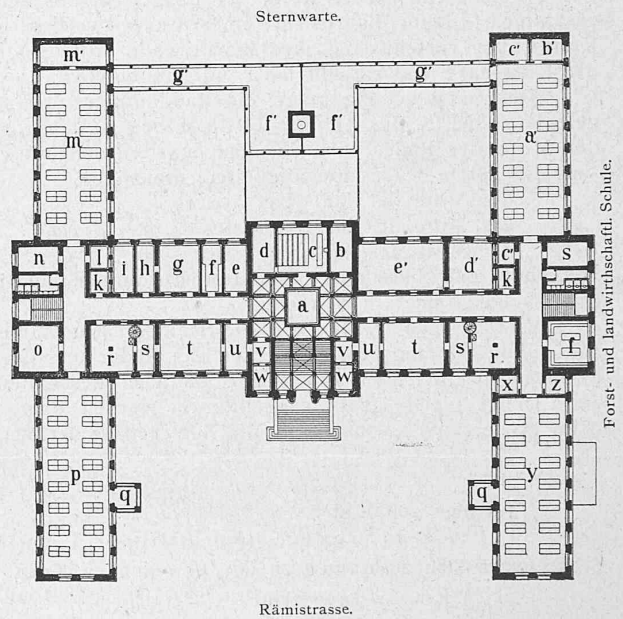 Sternwarte.
m'
c' b'
g' g'
f' f'
m
a'
n l i h g f e d c b e' d' c' s
k k
a
o r s t u v v u t s r f
w w x z
p q q y
Forst- und landwirthschaftl. Schule.
Rämistrasse.